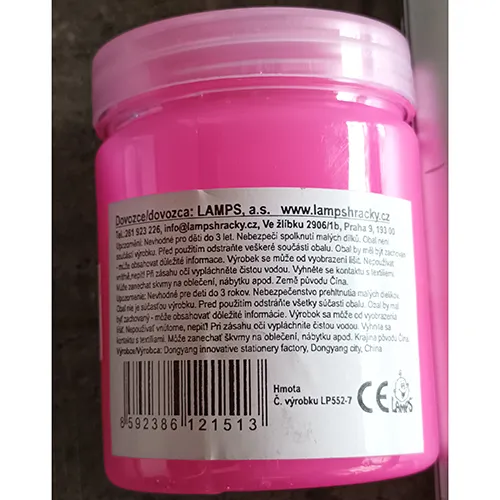 Dovozce/dovozca: LAMPS, a.s. www.lampshracky.cz
Tel.:281 923 226, info@lampshracky.cz, Ve žlíbku 2906/1b, Praha 9, 193 00
Upozornění: Nevhodné pro děti do 3 let. Nebezpečí spolknutí malých dílků. Obal není
součástí výrobku. Před použitím odstraňte veškeré součásti obalu. Obal by měl být zachován
- může obsahovat důležité informace. Výrobek se může od vyobrazení lišit. Nejíst
vnitřně, nepít! Při zásahu očí vypláchněte čistou vodou. Vyhněte se kontaktu s textiliemi.
Může zanechat skvrny na oblečení, nábytku apod. Země původu Čína.
Upozornenie: Nevhodné pre deti do 3 rokov. Nebezpečenstvo prehltnutia malých dielikov.
Obal nie je súčasťou výrobku. Pred použitím odstráňte všetky súčasti obalu. Obal by mal byť
zachovaný - môže obsahovať dôležité informácie. Výrobok sa môže od vyobrazenia líšiť.
Nepoužívať vnútorne, nepiť! Pri zásahu očí vypláchnite čistou vodou. Vyhnite sa
kontaktu s textíliami. Môže zanechať škvrny na oblečení, nábytku apod. Krajina pôvodu Čína.
Výrobce/Výrobca: Dongyang innovative stationery factory, Dongyang city, China
Hmota
Č. výrobku LP552-7
CE LAMPS
6 592386 121513